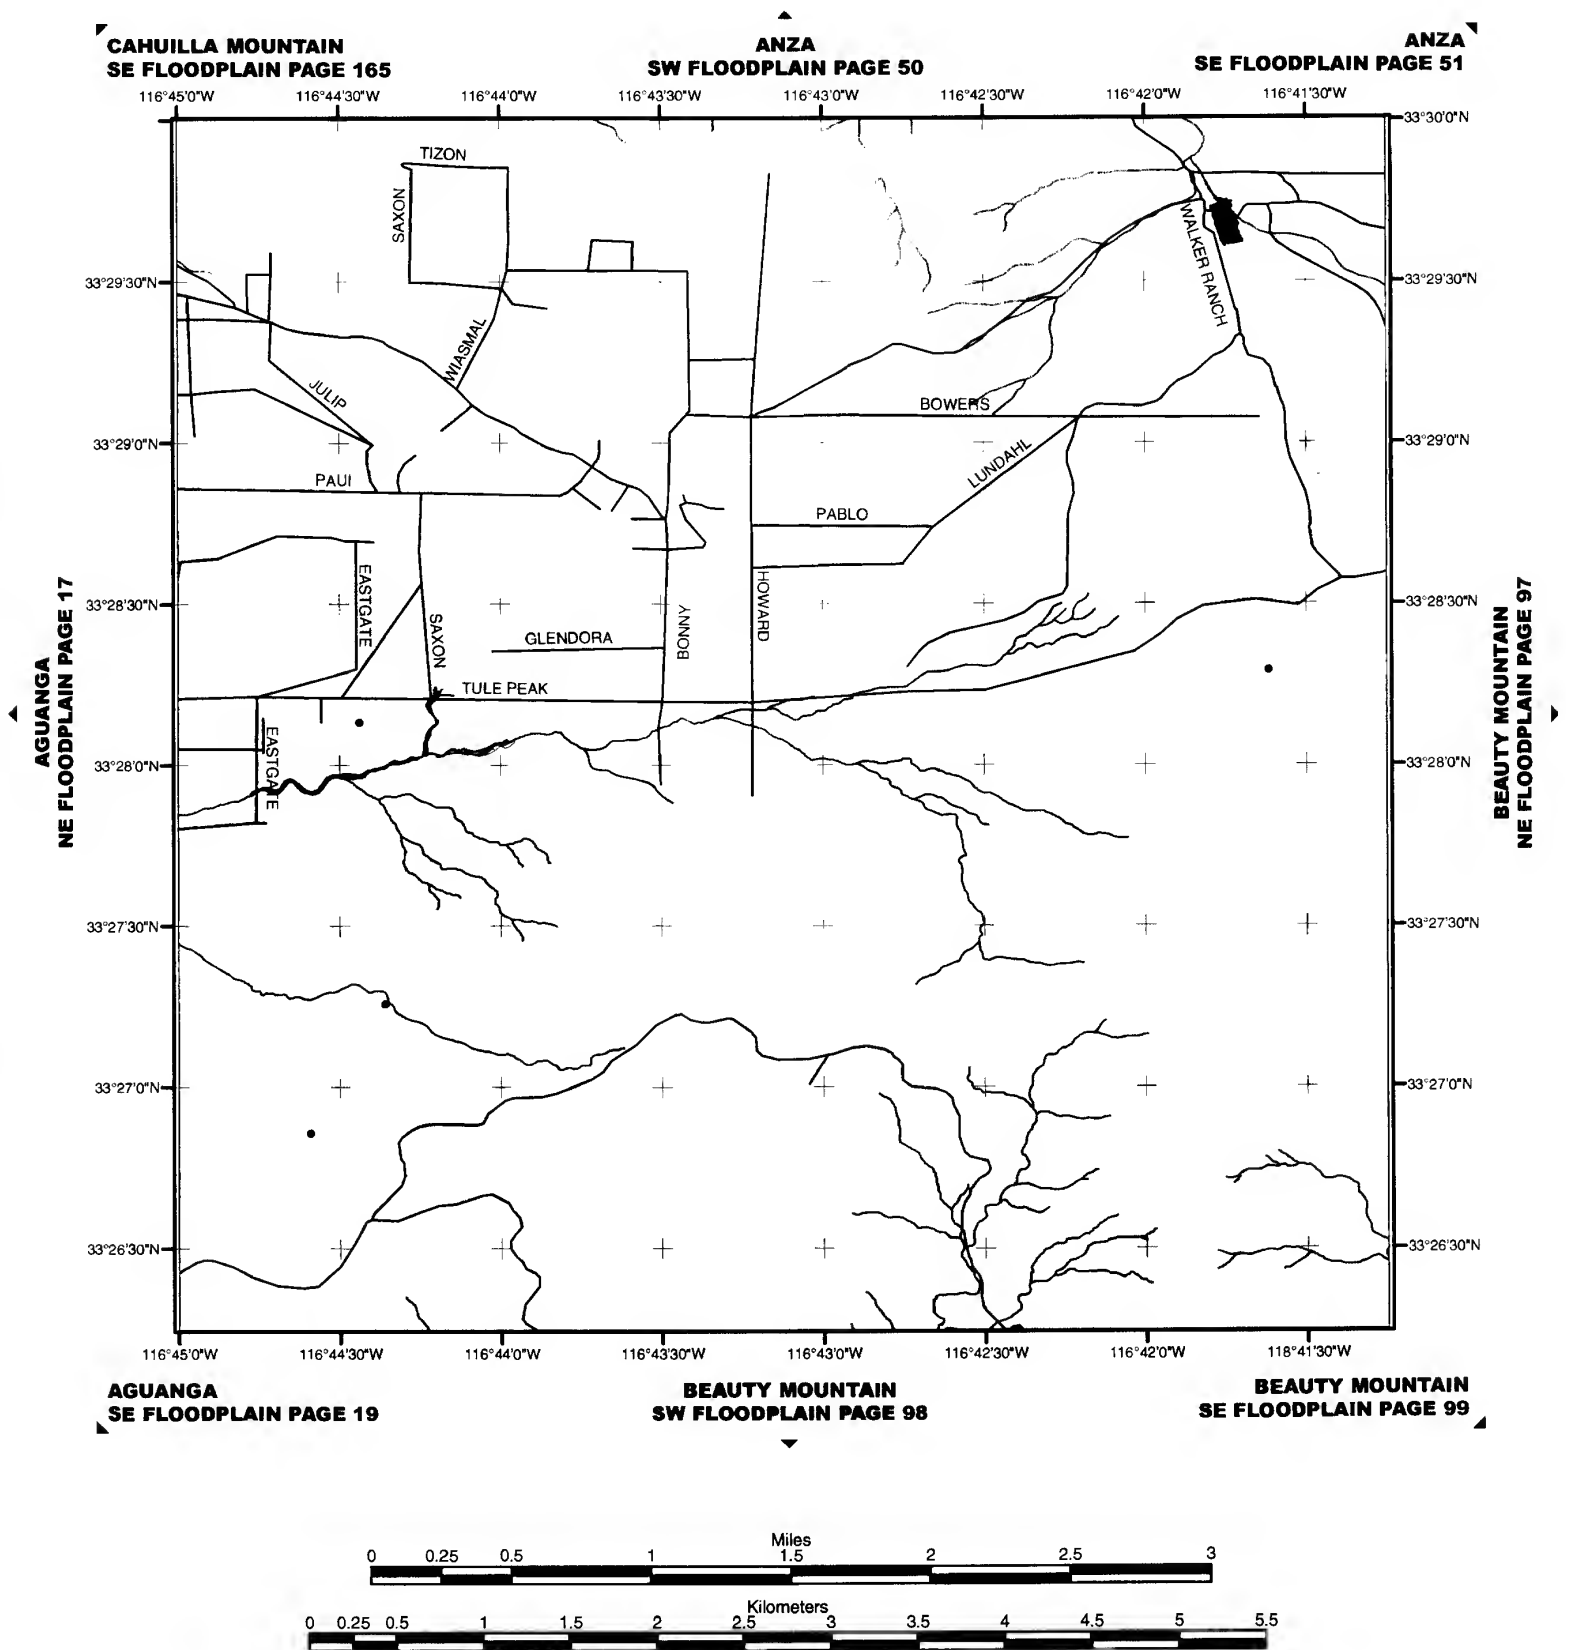 CAHUILLA MOUNTAIN
SE FLOODPLAIN PAGE 165
ANZA
SW FLOODPLAIN PAGE 50
ANZA
SE FLOODPLAIN PAGE 51
116°45'0"W
116°44'30"W
116°44'0"W
116°43'30"W
116°43'0"W
116°42'30"W
116°42'0"W
116°41'30"W
33°30'0"N
TIZON
SAXON
WALKER RANCH
33°29'30"N
33°29'30"N
WIASMAL
JULIP
BOWERS
33°29'0"N
33°29'0"N
LUNDAHL
PAUI
PABLO
EASTGATE
HOWARD
33°28'30"N
33°28'30"N
SAXON
BONNY
GLENDORA
TULE PEAK
EASTGATE
AGUANGA
NE FLOODPLAIN PAGE 17
BEAUTY MOUNTAIN
NE FLOODPLAIN PAGE 97
33°28'0"N
33°28'0"N
33°27'30"N
33°27'30"N
33°27'0"N
33°27'0"N
33°26'30"N
33°26'30"N
116°45'0"W
116°44'30"W
116°44'0"W
116°43'30"W
116°43'0"W
116°42'30"W
116°42'0"W
118°41'30"W
AGUANGA
SE FLOODPLAIN PAGE 19
BEAUTY MOUNTAIN
SW FLOODPLAIN PAGE 98
BEAUTY MOUNTAIN
SE FLOODPLAIN PAGE 99
Miles
0 0.25 0.5 1 1.5 2 2.5 3
Kilometers
0 0.25 0.5 1 1.5 2 2.5 3 3.5 4 4.5 5 5.5